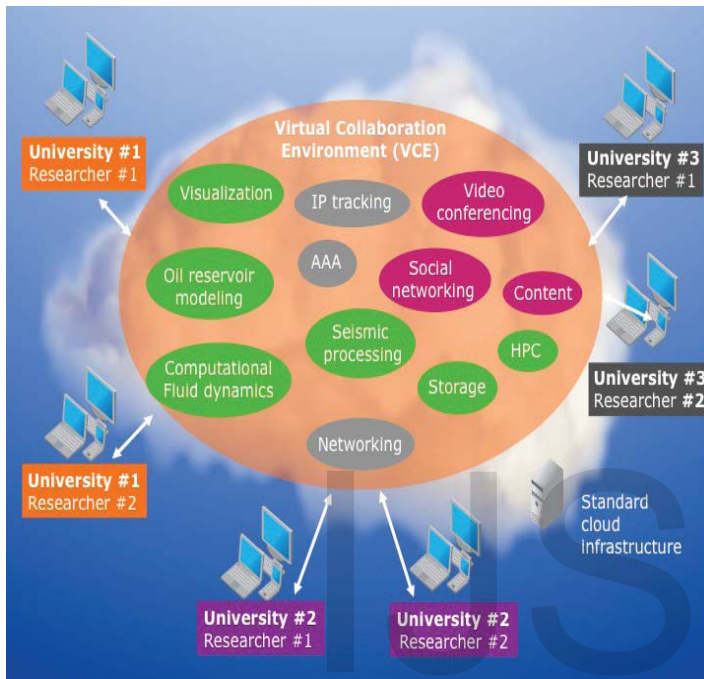 Virtual Collaboration
Environment (VCE)
University #1
Researcher #1
University #3
Researcher #1
Visualization
IP tracking
Video
conferencing
AAA
Oil reservoir
modeling
Social
networking
Content
Seismic
processing
HPC
Computational
Fluid dynamics
Storage
University #3
Researcher #2
Networking
University #1
Researcher #2
Standard
cloud
infrastructure
University #2
Researcher #1
University #2
Researcher #2
IJS